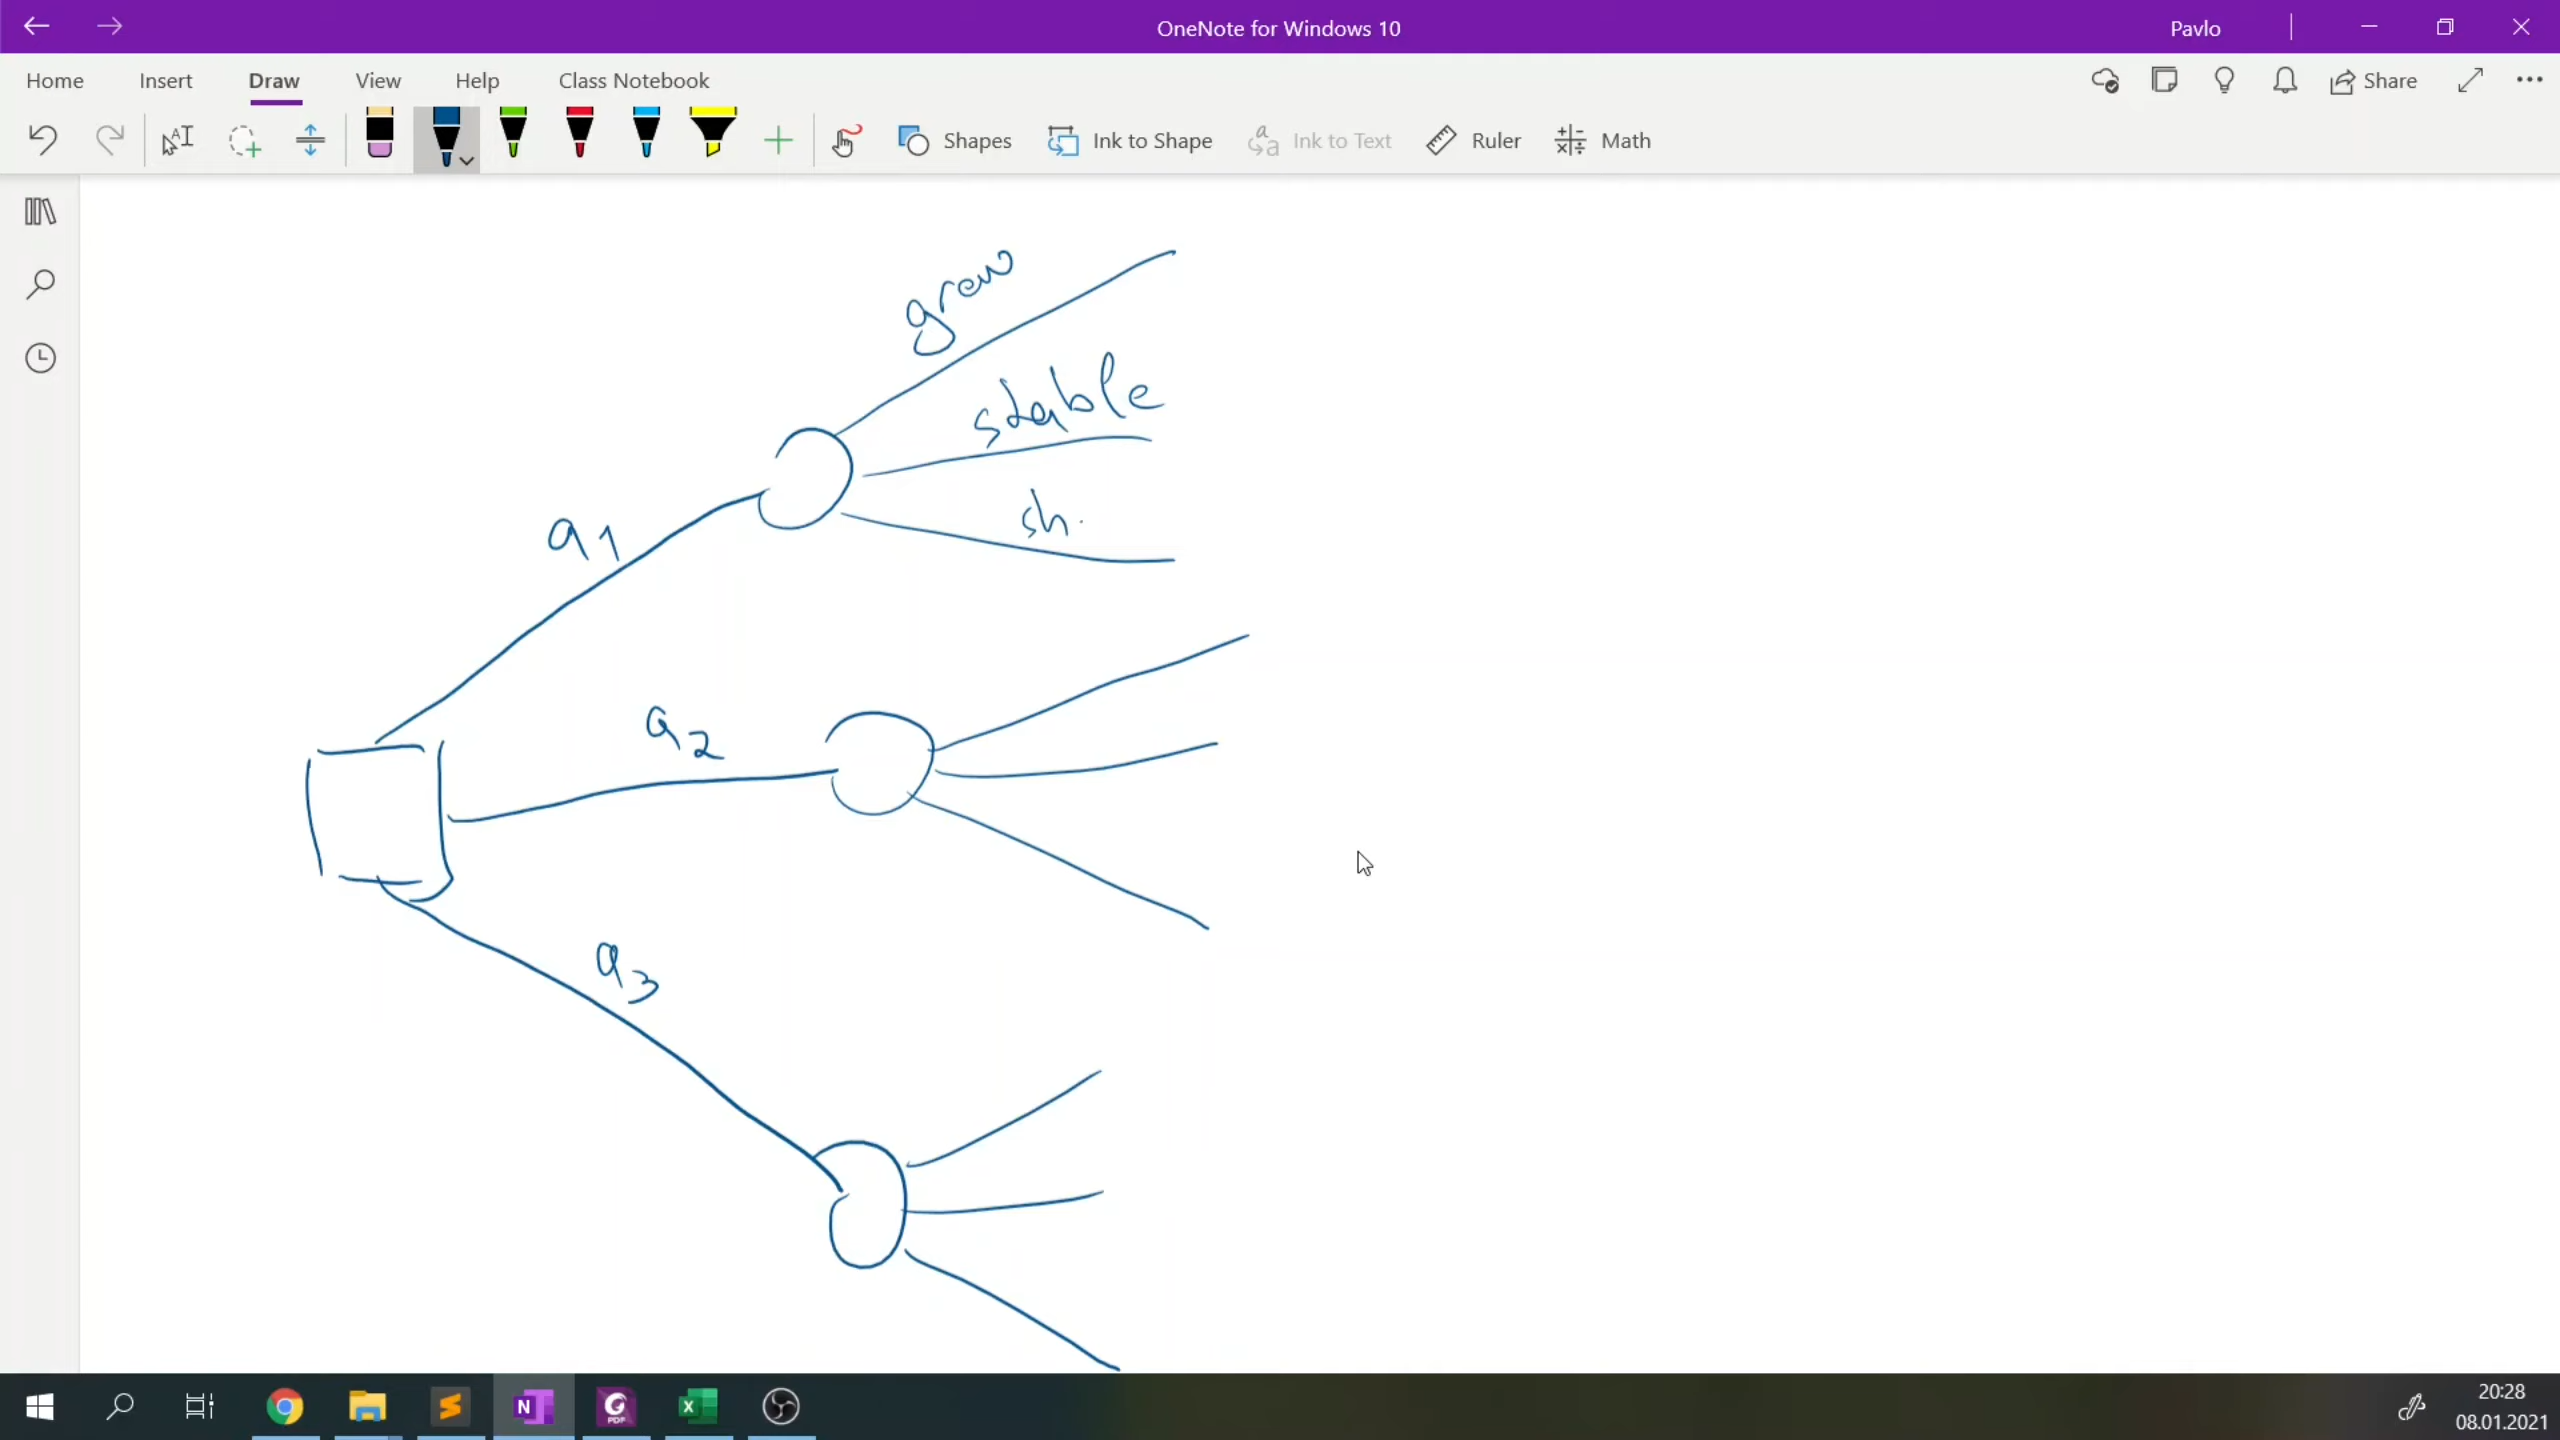 OneNote for Windows 10
Pavlo
Home Insert Draw View Help Class Notebook
Share
Shapes Ink to Shape Ink to Text Ruler Math
grow
stable
sh.
a1
a2
a3
20:28
08.01.2021